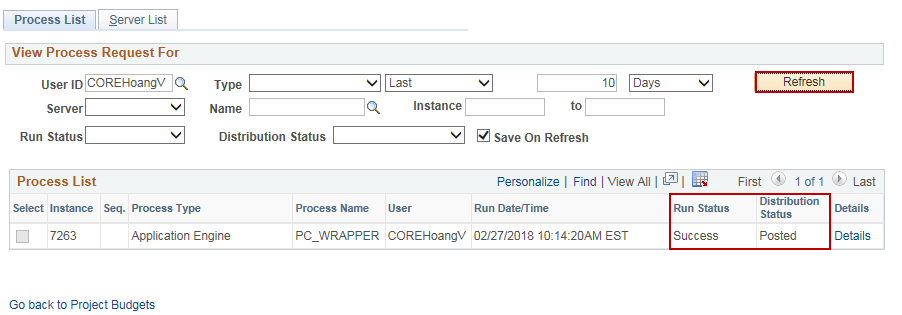 Process List
Server List
View Process Request For
User ID COREHoangV Type Last 10 Days Refresh
Server Name Instance to
Run Status Distribution Status Save On Refresh
Process List Personalize | Find | View All | | First 1 of 1 Last
Select Instance Seq. Process Type Process Name User Run Date/Time Run Status Distribution Status Details
7263 Application Engine PC_WRAPPER COREHoangV 02/27/2018 10:14:20AM EST Success Posted Details
Go back to Project Budgets